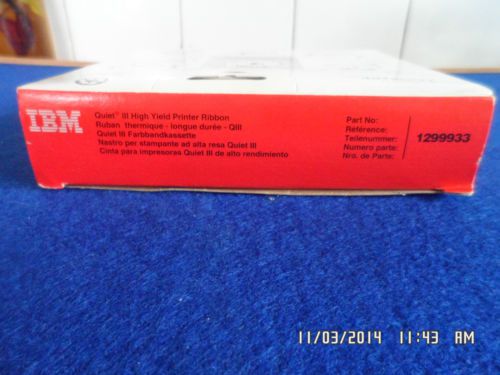 IBM
Quiet™ III High Yield Printer Ribbon
Ruban thermique - longue durée - QIII
Quiet III Farbbandkassette
Nastro per stampante ad alta resa Quiet III
Cinta para impresoras Quiet III de alto rendimiento
Part No:
Référence:
Teilenummer:
Numero parte:
Nro. de Parte:
1299933
11/03/2014 11:43 AM